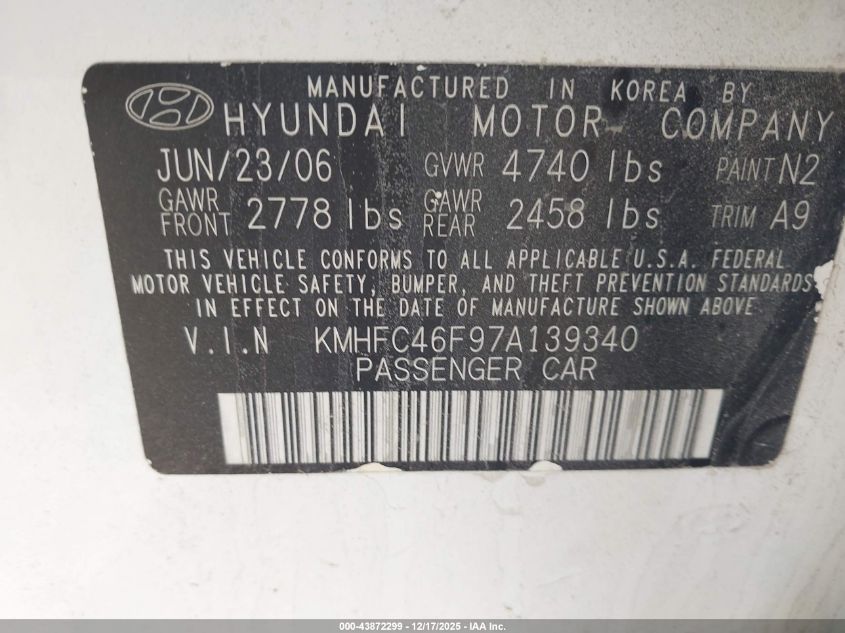 MANUFACTURED IN KOREA BY
HYUNDAI MOTOR COMPANY
JUN/23/06 GVWR 4740 lbs PAINT N2
GAWR FRONT 2778 lbs GAWR REAR 2458 lbs TRIM A9
THIS VEHICLE CONFORMS TO ALL APPLICABLE U.S.A. FEDERAL
MOTOR VEHICLE SAFETY, BUMPER, AND THEFT PREVENTION STANDARDS
IN EFFECT ON THE DATE OF MANUFACTURE SHOWN ABOVE
V.I.N KMHFC46F97A139340
PASSENGER CAR
000-43872299 - 12/17/2025 - IAA Inc.